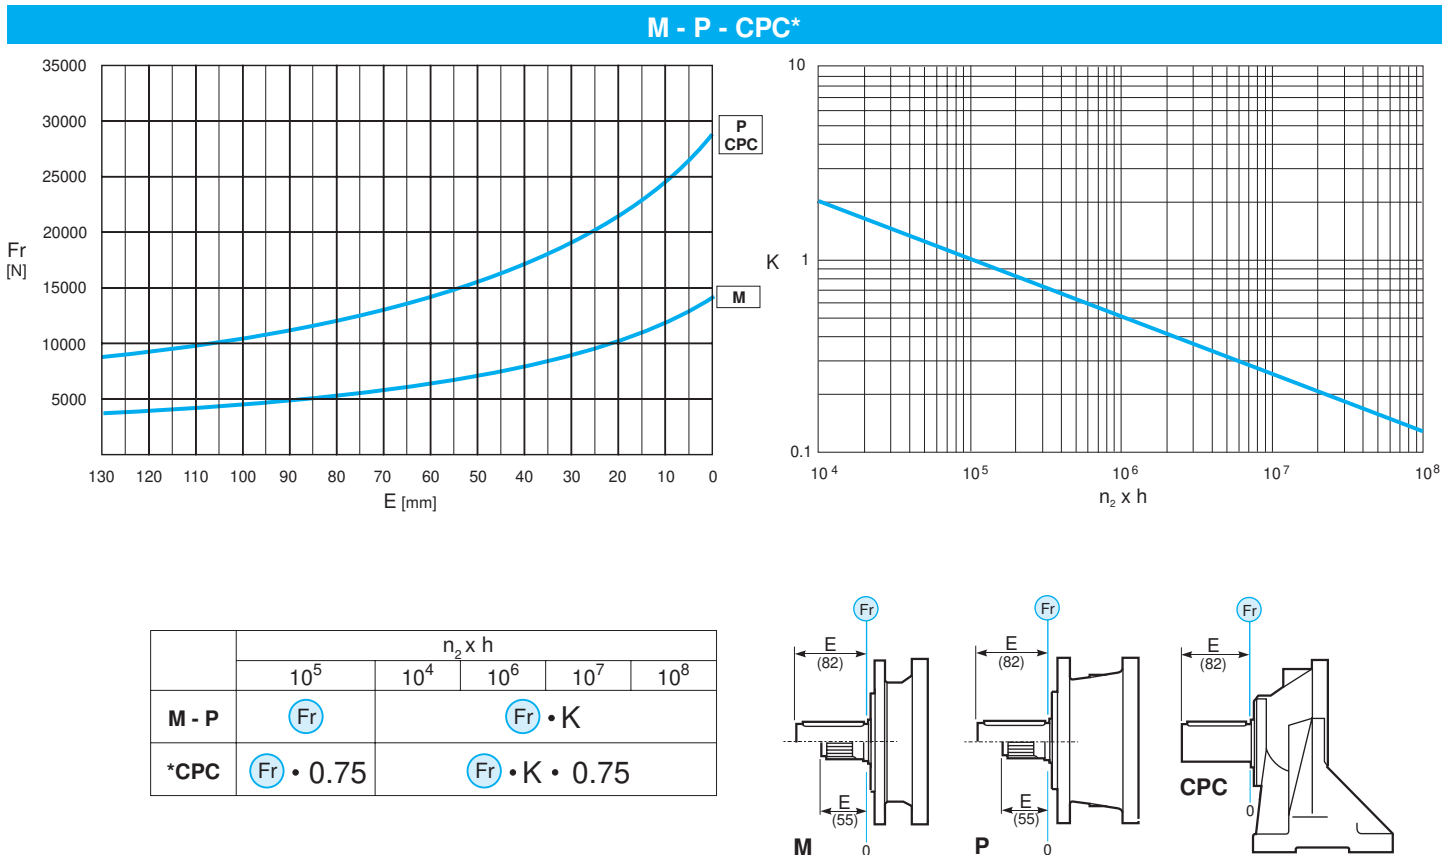 M - P - CPC*
35000
30000
25000
20000
15000
10000
5000
Fr
[N]
P
CPC
M
130 120 110 100 90 80 70 60 50 40 30 20 10 0
E [mm]
10
1
0.1
K
10⁴ 10⁵ 10⁶ 10⁷ 10⁸
n₂ x h
n₂ x h
10⁵ 10⁴ 10⁶ 10⁷ 10⁸
M - P Fr Fr • K
*CPC Fr • 0.75 Fr • K • 0.75
Fr
E
(82)
E
(55)
M
0
Fr
E
(82)
E
(55)
P
0
Fr
E
(82)
CPC
0